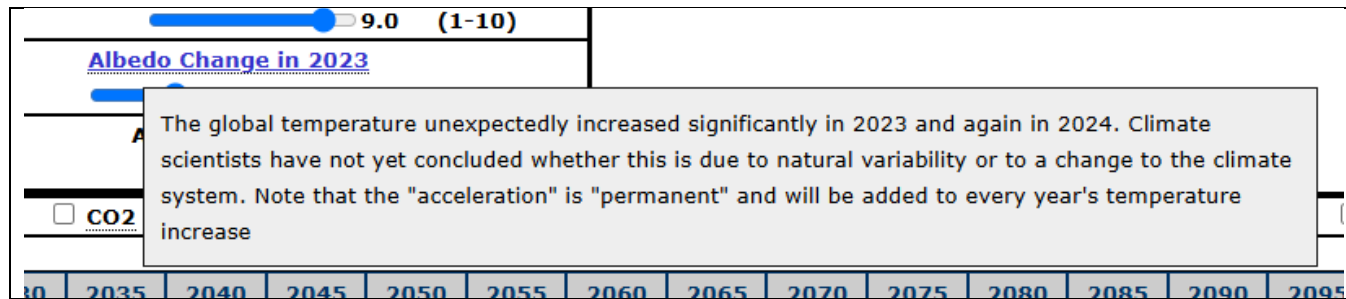 9.0 (1-10)
Albedo Change in 2023
A
The global temperature unexpectedly increased significantly in 2023 and again in 2024. Climate
scientists have not yet concluded whether this is due to natural variability or to a change to the climate
system. Note that the "acceleration" is "permanent" and will be added to every year's temperature
increase
CO2
30 2035 2040 2045 2050 2055 2060 2065 2070 2075 2080 2085 2090 2095